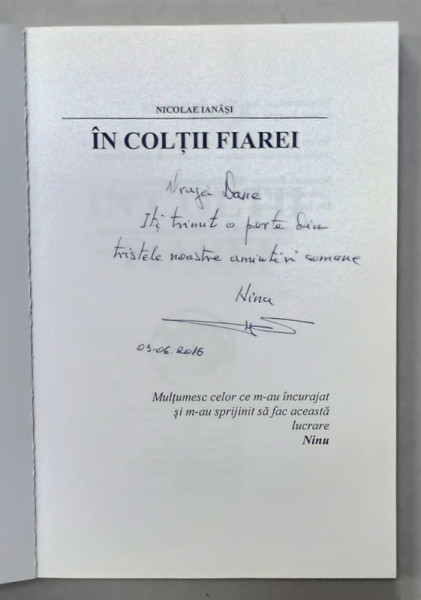 NICOLAE IANĂȘI
ÎN COLȚII FIAREI
Dragă Dane
Iți trimit o parte din
tristele noastre amintiri comune
Ninu
03-06.2016
Mulțumesc celor ce m-au încurajat
și m-au sprijinit să fac această
lucrare
Ninu